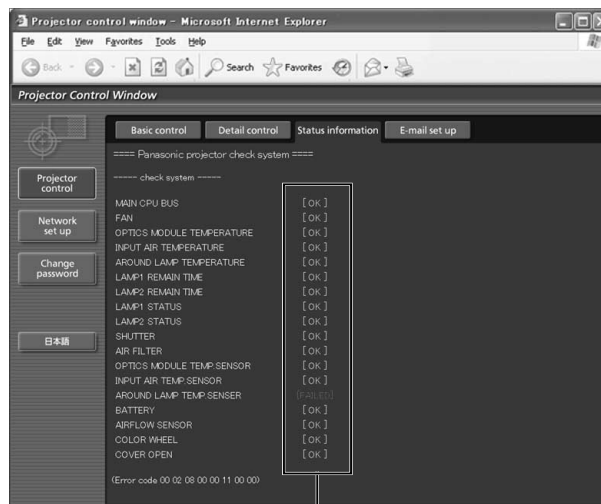 Projector control window - Microsoft Internet Explorer
File Edit View Favorites Tools Help
Back Search Favorites
Projector Control Window
Basic control Detail control Status information E-mail set up
==== Panasonic projector check system ====
Projector control
----- check system -----
Network set up
Change password
日本語
MAIN CPU BUS [ OK ]
FAN [ OK ]
OPTICS MODULE TEMPERATURE [ OK ]
INPUT AIR TEMPERATURE [ OK ]
AROUND LAMP TEMPERATURE [ OK ]
LAMP1 REMAIN TIME [ OK ]
LAMP2 REMAIN TIME [ OK ]
LAMP1 STATUS [ OK ]
LAMP2 STATUS [ OK ]
SHUTTER [ OK ]
AIR FILTER [ OK ]
OPTICS MODULE TEMP.SENSOR [ OK ]
INPUT AIR TEMP.SENSOR [ OK ]
AROUND LAMP TEMP.SENSER [FAILED]
BATTERY [ OK ]
AIRFLOW SENSOR [ OK ]
COLOR WHEEL [ OK ]
COVER OPEN [ OK ]
(Error code 00 02 08 00 00 11 00 00)